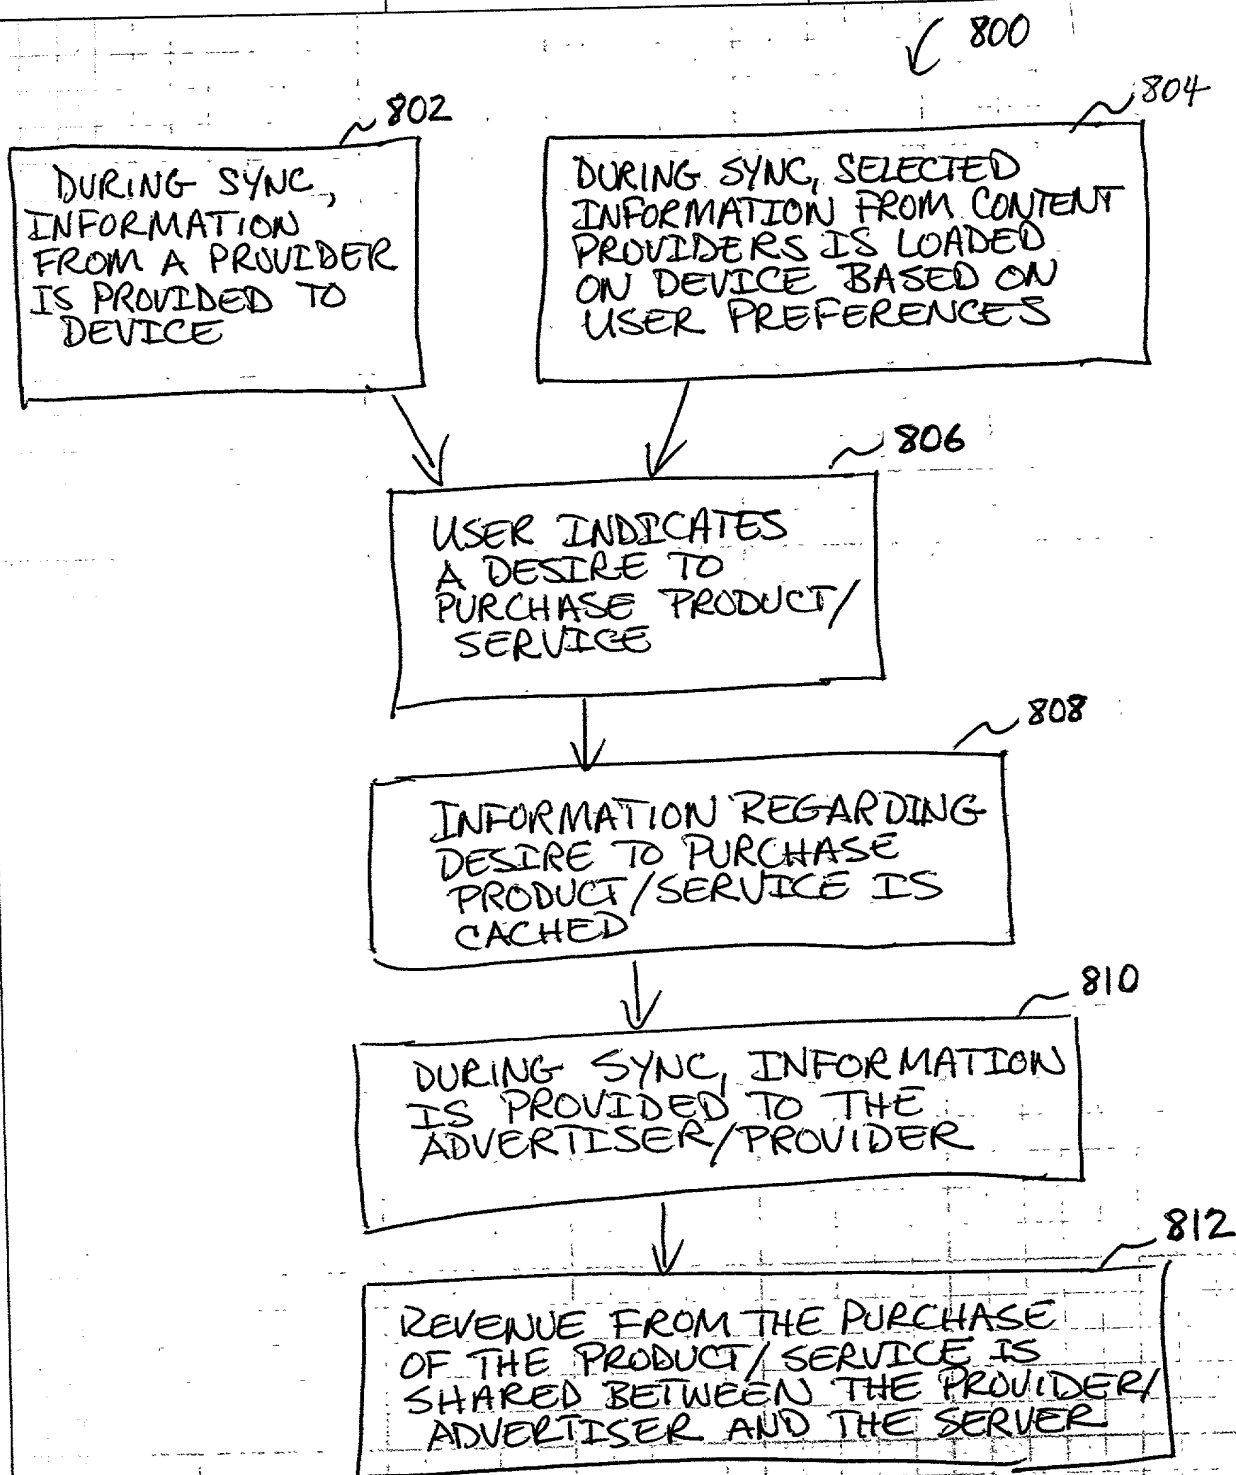 800
802
DURING SYNC,
INFORMATION
FROM A PROVIDER
IS PROVIDED TO
DEVICE
804
DURING SYNC, SELECTED
INFORMATION FROM CONTENT
PROVIDERS IS LOADED
ON DEVICE BASED ON
USER PREFERENCES
806
USER INDICATES
A DESIRE TO
PURCHASE PRODUCT/
SERVICE
808
INFORMATION REGARDING
DESIRE TO PURCHASE
PRODUCT/SERVICE IS
CACHED
810
DURING SYNC, INFORMATION
IS PROVIDED TO THE
ADVERTISER/PROVIDER
812
REVENUE FROM THE PURCHASE
OF THE PRODUCT/SERVICE IS
SHARED BETWEEN THE PROVIDER/
ADVERTISER AND THE SERVER